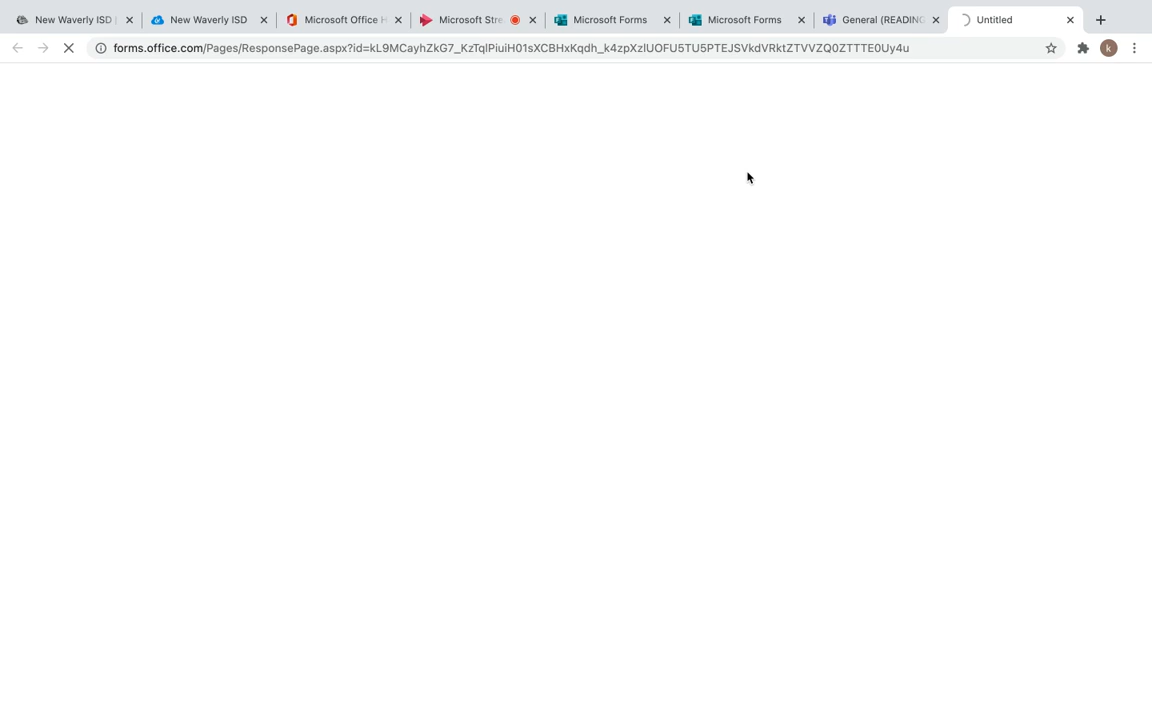 New Waverly ISD |
New Waverly ISD
Microsoft Office H
Microsoft Stre
Microsoft Forms
Microsoft Forms
General (READING
Untitled
forms.office.com/Pages/ResponsePage.aspx?id=kL9MCayhZkG7_KzTqlPiuiH01sXCBHxKqdh_k4zpXzlUOFU5TU5PTEJSVkdVRktZTVVZQ0ZTTTE0Uy4u
k